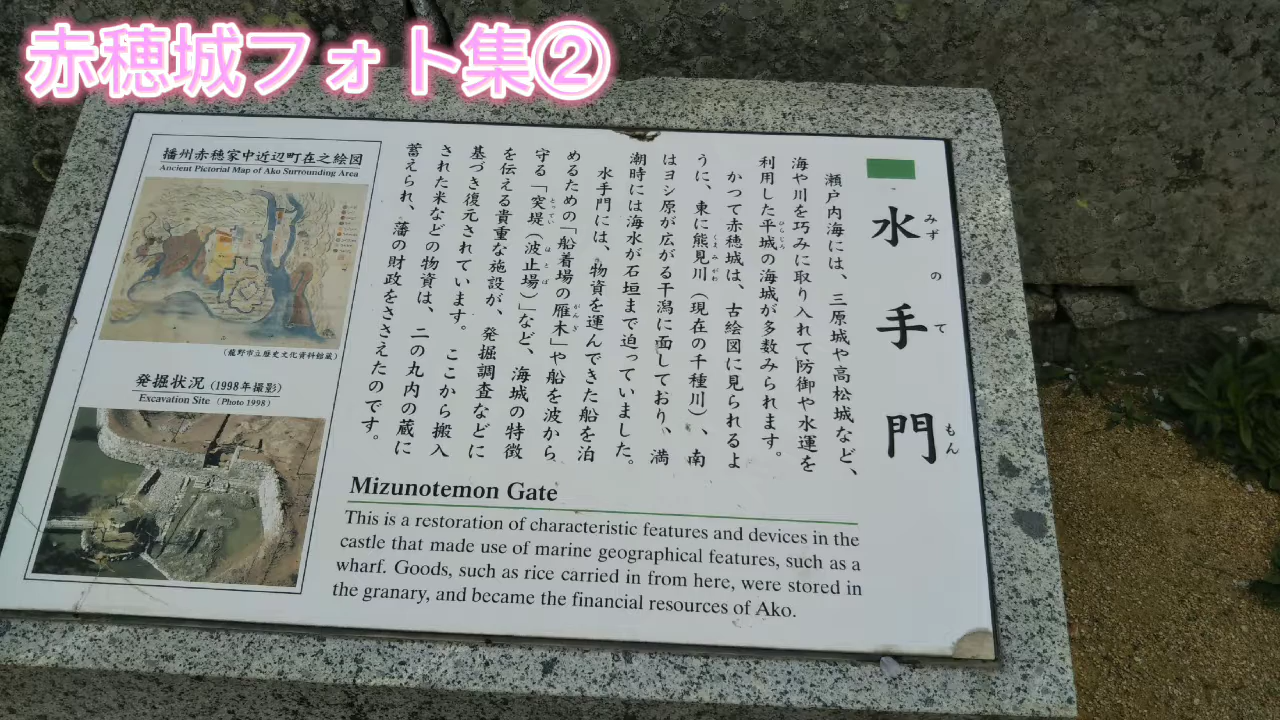 赤穂城フォト集②
水手門
みずのてもん
瀬戸内海には、三原城や高松城など、
海や川を巧みに取り入れて防御や水運を
利用した平城の海城が多数みられます。
かつて赤穂城は、古絵図に見られるよ
うに、東に熊見川（現在の千種川）、南
はヨシ原が広がる干潟に面しており、満
潮時には海水が石垣まで迫っていました。
水手門には、物資を運んできた船を泊
めるための「船着場の雁木」や船を波から
守る「突堤（波止場）」など、海城の特徴
を伝える貴重な施設が、発掘調査などに
基づき復元されています。ここから搬入
された米などの物資は、二の丸内の蔵に
蓄えられ、藩の財政をささえたのです。
播州赤穂家中近辺町在之絵図
Ancient Pictorial Map of Ako Surrounding Area
（龍野市立歴史文化資料館蔵）
発掘状況（1998年撮影）
Excavation Site（Photo 1998）
Mizunotemon Gate
This is a restoration of characteristic features and devices in the
castle that made use of marine geographical features, such as a
wharf. Goods, such as rice carried in from here, were stored in
the granary, and became the financial resources of Ako.